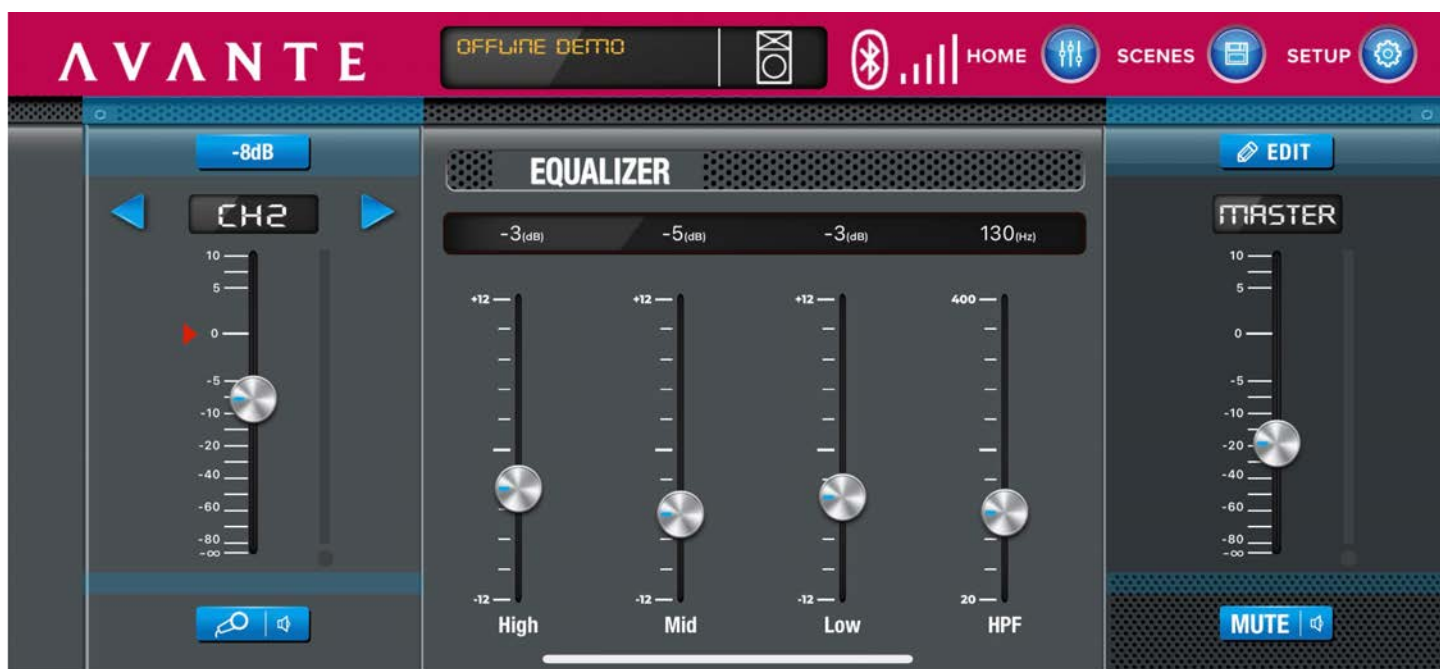 AVANTE
OFFLINE DEMO
HOME
SCENES
SETUP
-8dB
CH2
10
5
0
-5
-10
-20
-40
-60
-80
-∞
EQUALIZER
-3(dB) -5(dB) -3(dB) 130(Hz)
+12 +12 +12 400
-12 -12 -12 20
High Mid Low HPF
EDIT
MASTER
10
5
0
-5
-10
-20
-40
-60
-80
-∞
MUTE